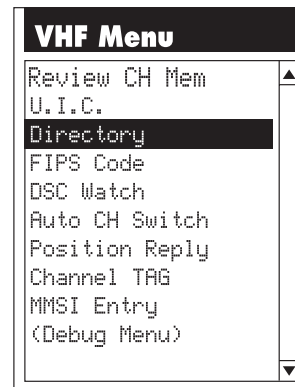 VHF Menu
Review CH Mem
U.I.C.
Directory
FIPS Code
DSC Watch
Auto CH Switch
Position Reply
Channel TAG
MMSI Entry
(Debug Menu)